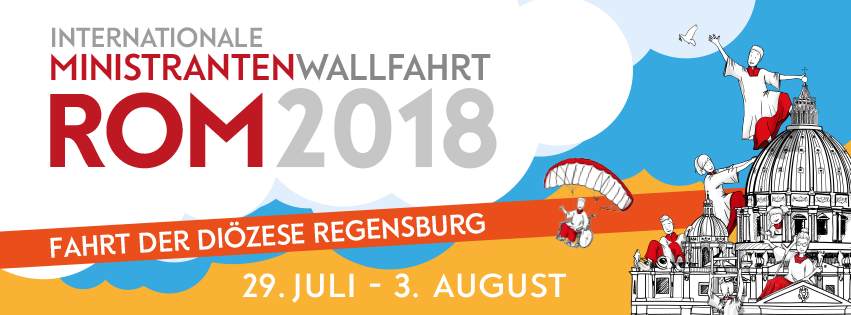 INTERNATIONALE
MINISTRANTENWALLFAHRT
ROM2018
FAHRT DER DIÖZESE REGENSBURG
29. JULI - 3. AUGUST